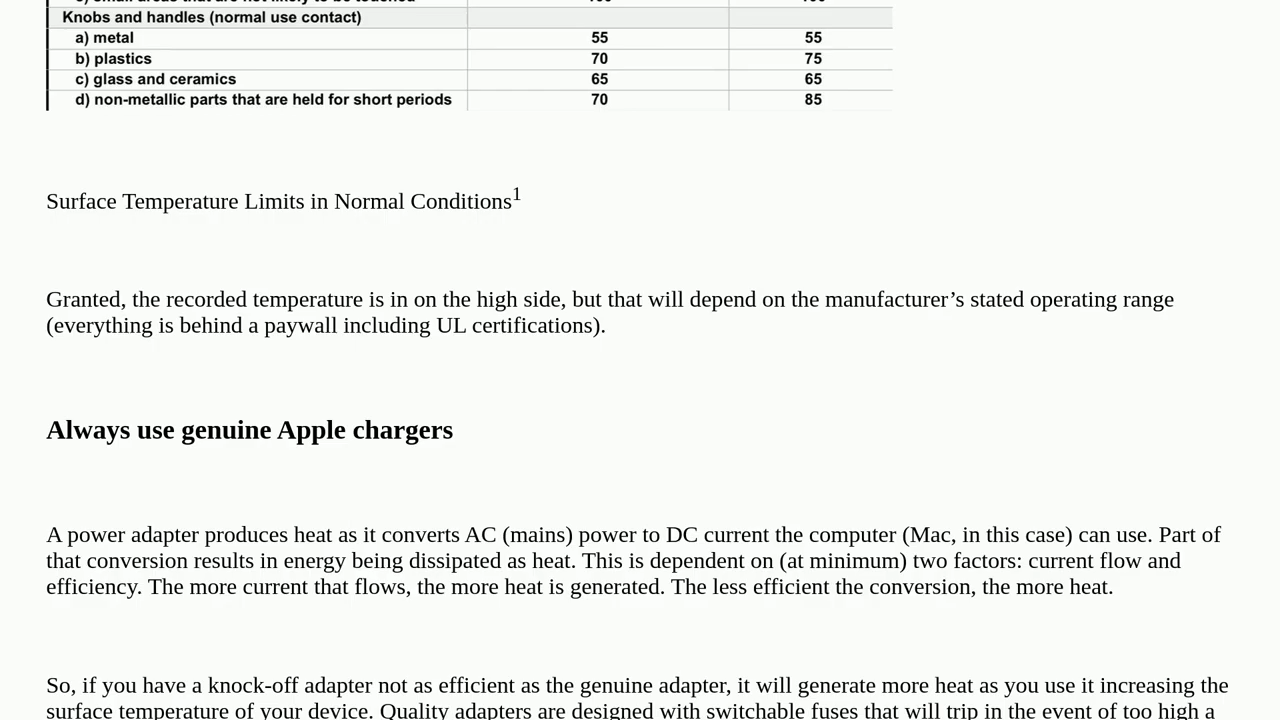 Knobs and handles (normal use contact)
a) metal 55 55
b) plastics 70 75
c) glass and ceramics 65 65
d) non-metallic parts that are held for short periods 70 85
Surface Temperature Limits in Normal Conditions1
Granted, the recorded temperature is in on the high side, but that will depend on the manufacturer’s stated operating range
(everything is behind a paywall including UL certifications).
Always use genuine Apple chargers
A power adapter produces heat as it converts AC (mains) power to DC current the computer (Mac, in this case) can use. Part of
that conversion results in energy being dissipated as heat. This is dependent on (at minimum) two factors: current flow and
efficiency. The more current that flows, the more heat is generated. The less efficient the conversion, the more heat.
So, if you have a knock-off adapter not as efficient as the genuine adapter, it will generate more heat as you use it increasing the
surface temperature of your device. Quality adapters are designed with switchable fuses that will trip in the event of too high a